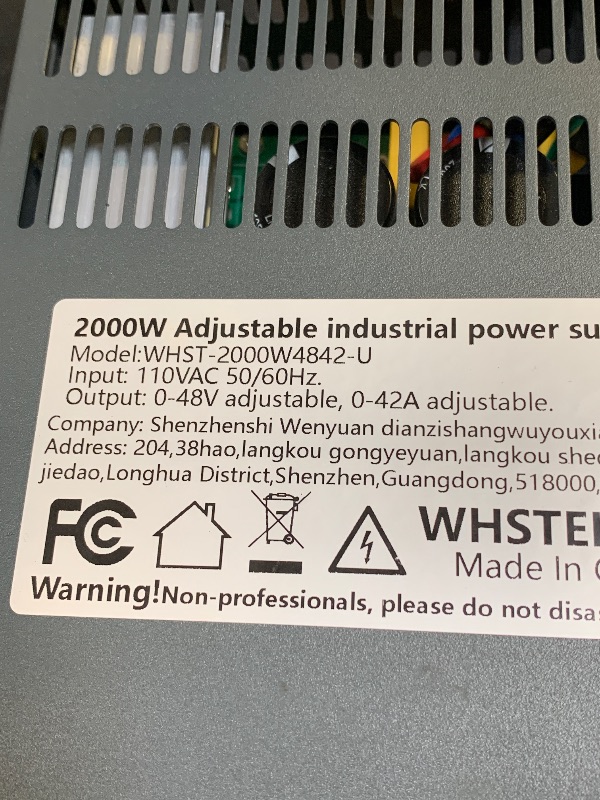 2000W Adjustable industrial power su
Model:WHST-2000W4842-U
Input: 110VAC 50/60Hz.
Output: 0-48V adjustable, 0-42A adjustable.
Company: Shenzhenshi Wenyuan dianzishangwuyouxia
Address: 204,38hao,langkou gongyeyuan,langkou sheq
jiedao,Longhua District,Shenzhen,Guangdong,518000,
FC
WHSTE
Made In
Warning!Non-professionals, please do not disa